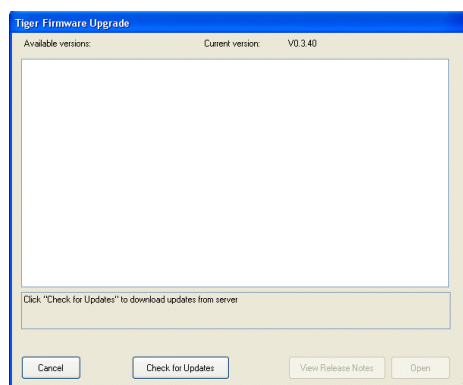 Tiger Firmware Upgrade
Available versions: Current version: V0.3.40
Click "Check for Updates" to download updates from server
Cancel Check for Updates View Release Notes Open